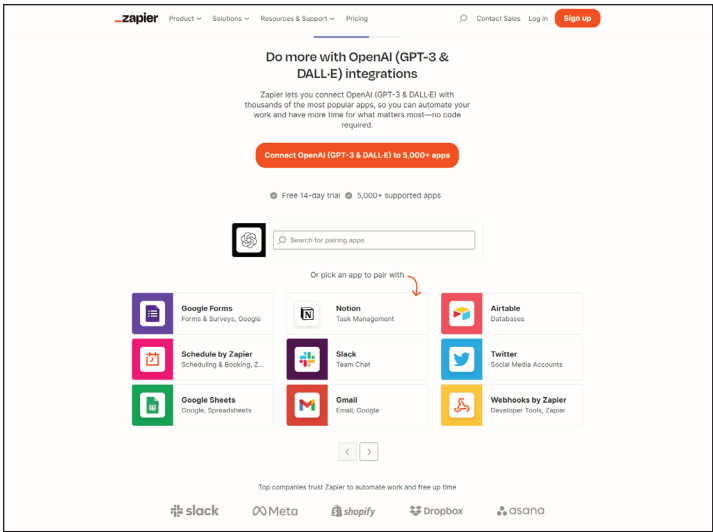 _zapier Product Solutions Resources & Support Pricing Contact Sales Log in Sign up
Do more with OpenAI (GPT-3 &
DALL·E) integrations
Zapier lets you connect OpenAI (GPT-3 & DALL·E) with
thousands of the most popular apps, so you can automate your
work and have more time for what matters most—no code
required.
Connect OpenAI (GPT-3 & DALL·E) to 5,000+ apps
Free 14-day trial 5,000+ supported apps
Search for pairing apps
Or pick an app to pair with
Google Forms
Forms & Surveys, Google
Notion
Task Management
Airtable
Databases
Schedule by Zapier
Scheduling & Booking, Z...
Slack
Team Chat
Twitter
Social Media Accounts
Google Sheets
Google, Spreadsheets
Gmail
Email, Google
Webhooks by Zapier
Developer Tools, Zapier
Top companies trust Zapier to automate work and free up time
slack Meta shopify Dropbox asana